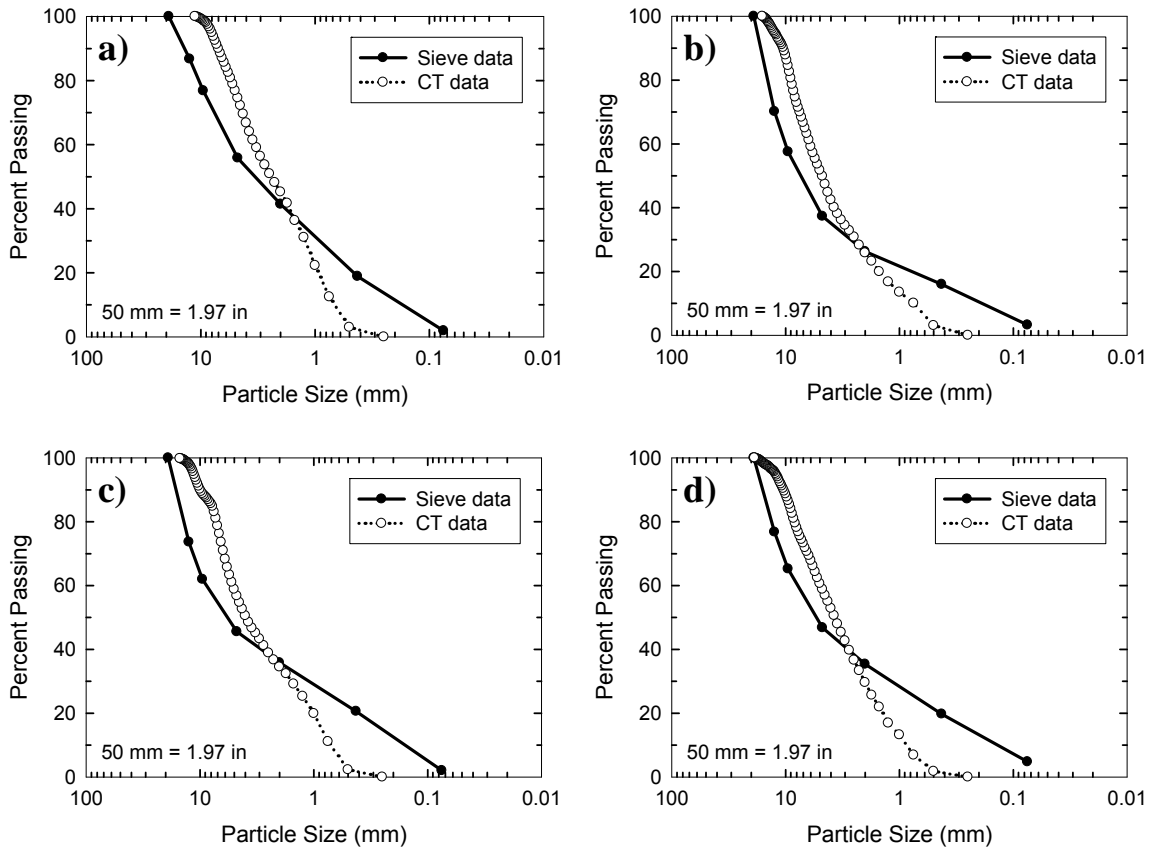 a)
Sieve data
CT data
Percent Passing
100
80
60
40
20
0
50 mm = 1.97 in
100
10
1
0.1
0.01
Particle Size (mm)
b)
Sieve data
CT data
Percent Passing
100
80
60
40
20
0
50 mm = 1.97 in
100
10
1
0.1
0.01
Particle Size (mm)
c)
Sieve data
CT data
Percent Passing
100
80
60
40
20
0
50 mm = 1.97 in
100
10
1
0.1
0.01
Particle Size (mm)
d)
Sieve data
CT data
Percent Passing
100
80
60
40
20
0
50 mm = 1.97 in
100
10
1
0.1
0.01
Particle Size (mm)